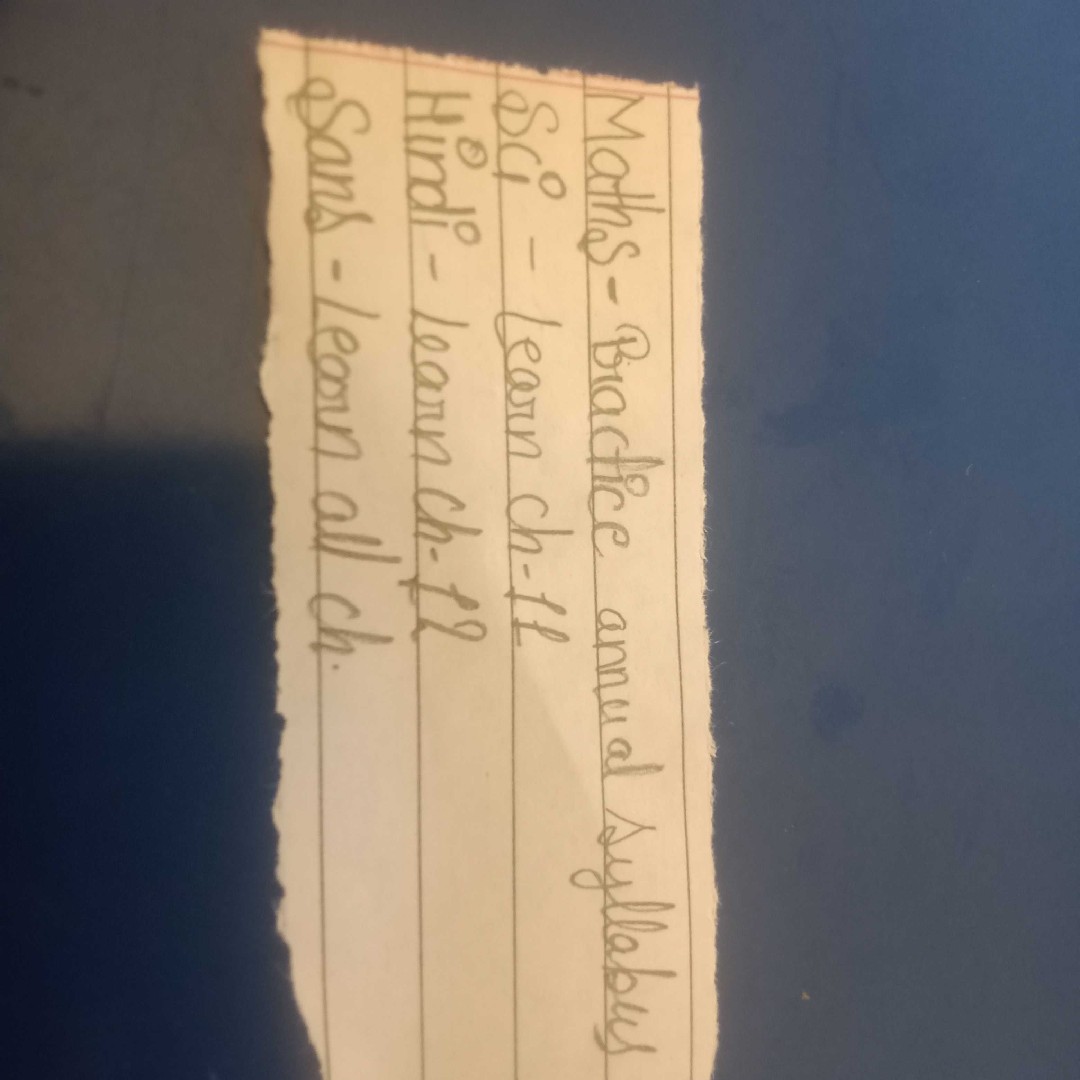 Maths - Practice annual syllabus
Sci - Learn ch-11
Hindi - Learn ch-12
Sans - Learn all ch.